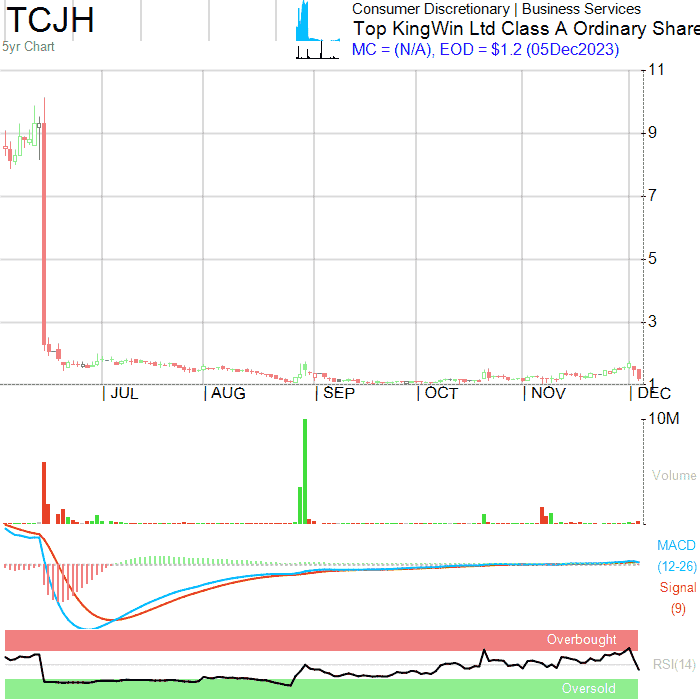 TCJH
Consumer Discretionary | Business Services
Top KingWin Ltd Class A Ordinary Share
5yr Chart
MC = (N/A), EOD = $1.2 (05Dec2023)
11
9
7
5
3
1
JUL
AUG
SEP
OCT
NOV
DEC
10M
Volume
MACD
(12-26)
Signal
(9)
Overbought
RSI(14)
Oversold